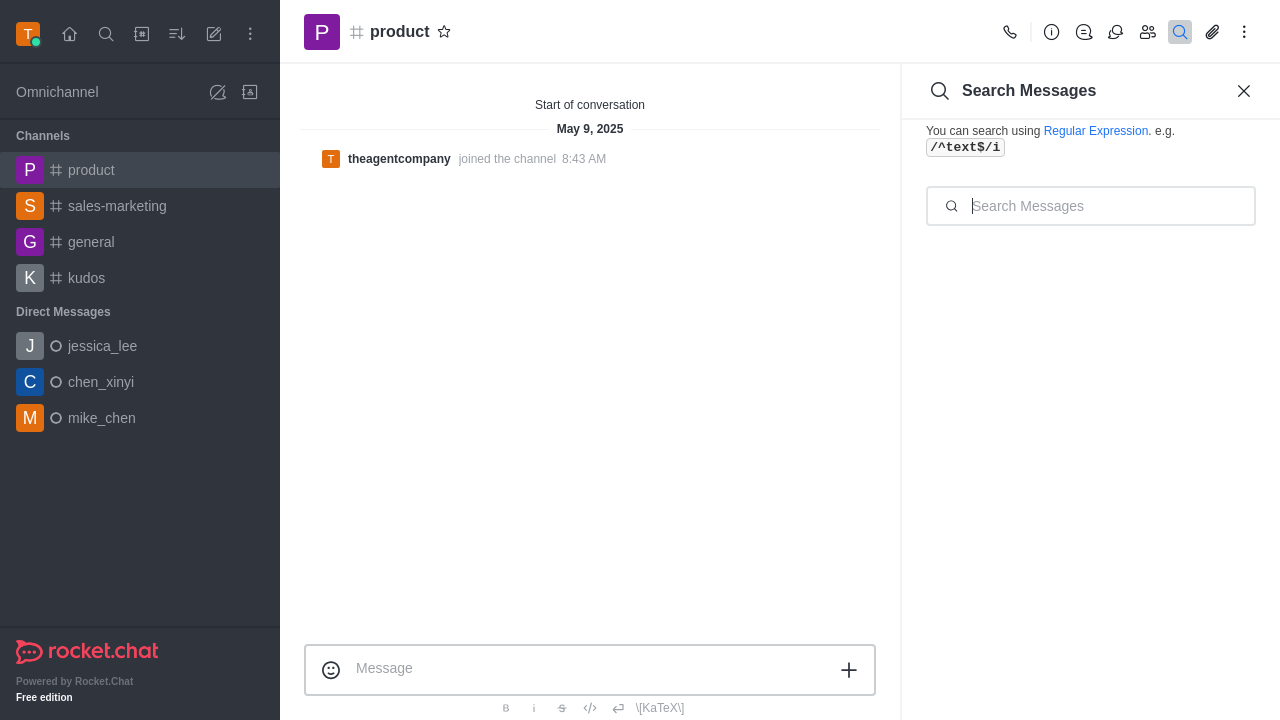 T
Omnichannel
Channels
P product
S sales-marketing
G general
K kudos
Direct Messages
J jessica_lee
C chen_xinyi
M mike_chen
rocket.chat
Powered by Rocket.Chat
Free edition
P product
Start of conversation
May 9, 2025
T theagentcompany joined the channel 8:43 AM
Message
B i S \[KaTeX\]
Search Messages
You can search using Regular Expression. e.g.
/^text$/i
Search Messages